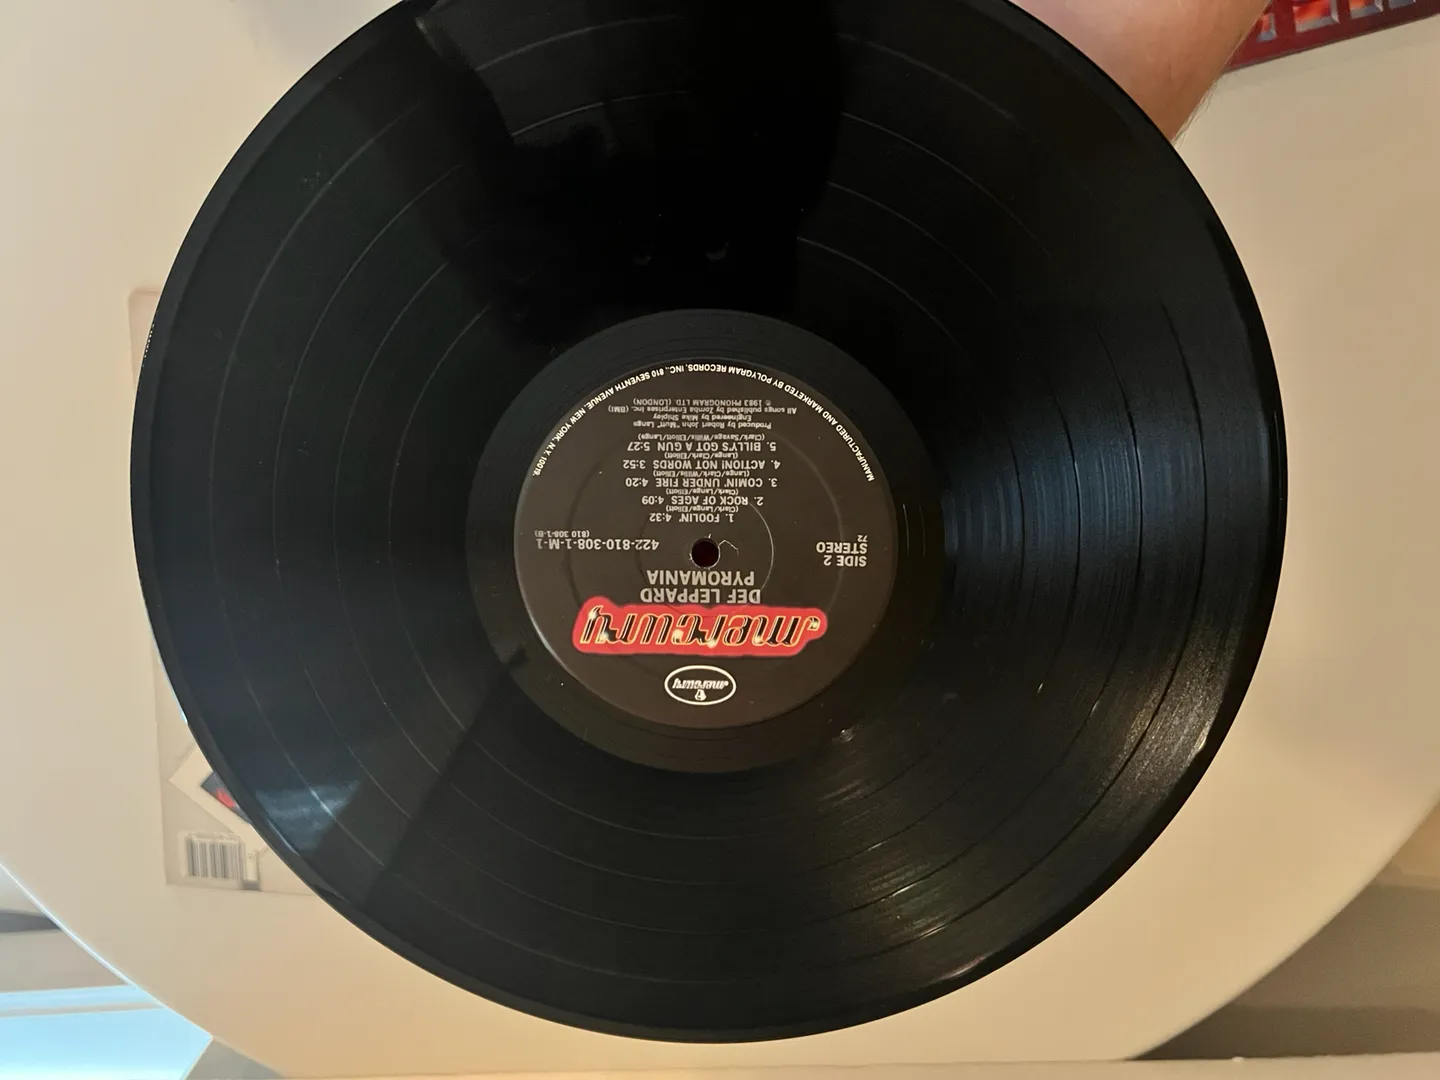 mercury
mercury
DEF LEPPARD
PYROMANIA
SIDE 2
STEREO
72
422-810-308-1-M-1
(810 308-1-B)
1. FOOLIN' 4:32
(Clark/Lange/Elliott)
2. ROCK OF AGES 4:09
(Clark/Lange/Elliott)
3. COMIN' UNDER FIRE 4:20
(Lange/Clark/Willis/Elliott)
4. ACTION! NOT WORDS 3:52
(Lange/Clark/Elliott)
5. BILLY'S GOT A GUN 5:27
(Clark/Savage/Willis/Elliott/Lange)
Produced by Robert John "Mutt" Lange
Engineered by Mike Shipley
All songs published by Zomba Enterprises Inc. (BMI)
℗ 1983 PHONOGRAM LTD. (LONDON)
MANUFACTURED AND MARKETED BY POLYGRAM RECORDS, INC., 810 SEVENTH AVENUE, NEW YORK, N.Y. 10019.